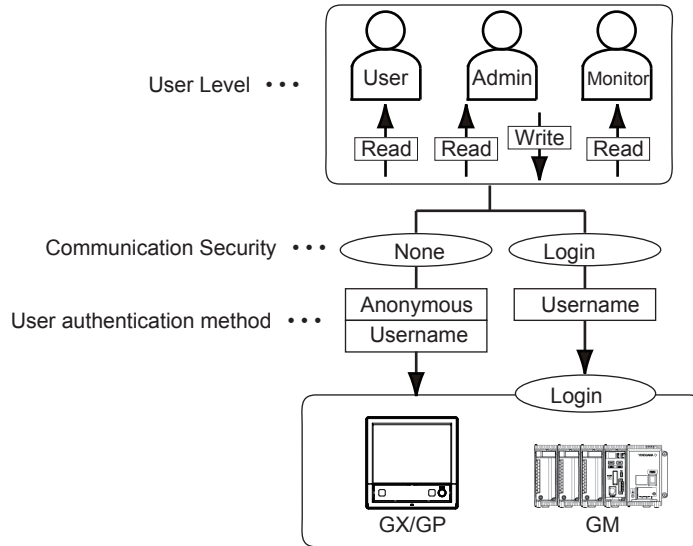 User Level • • •
User
Admin
Monitor
Read
Read
Write
Read
Communication Security • • •
None
Login
User authentication method • • •
Anonymous
Username
Username
Login
GX/GP
GM